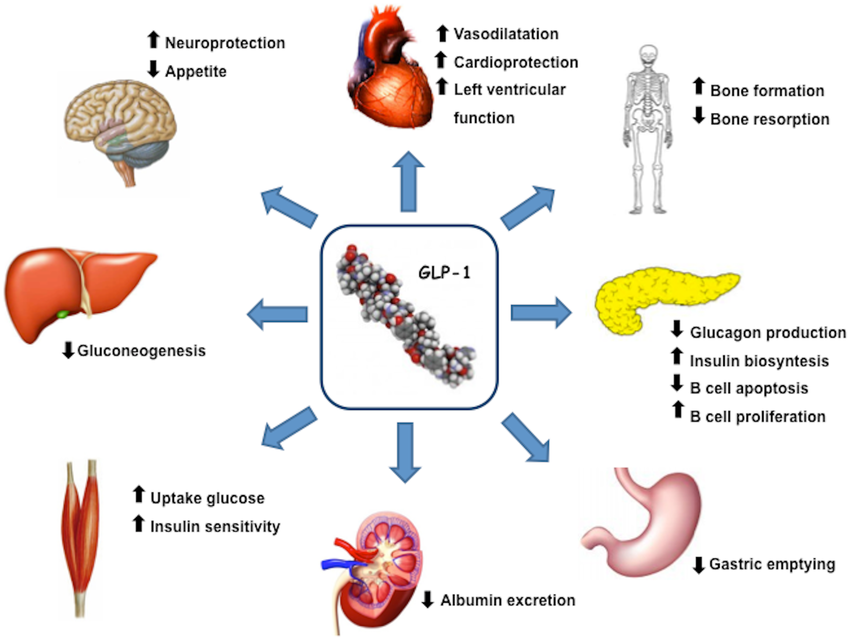 ⬆ Neuroprotection
⬇ Appetite
⬆ Vasodilatation
⬆ Cardioprotection
⬆ Left ventricular
function
⬆ Bone formation
⬇ Bone resorption
GLP-1
⬇ Gluconeogenesis
⬇ Glucagon production
⬆ Insulin biosyntesis
⬇ B cell apoptosis
⬆ B cell proliferation
⬆ Uptake glucose
⬆ Insulin sensitivity
⬇ Albumin excretion
⬇ Gastric emptying